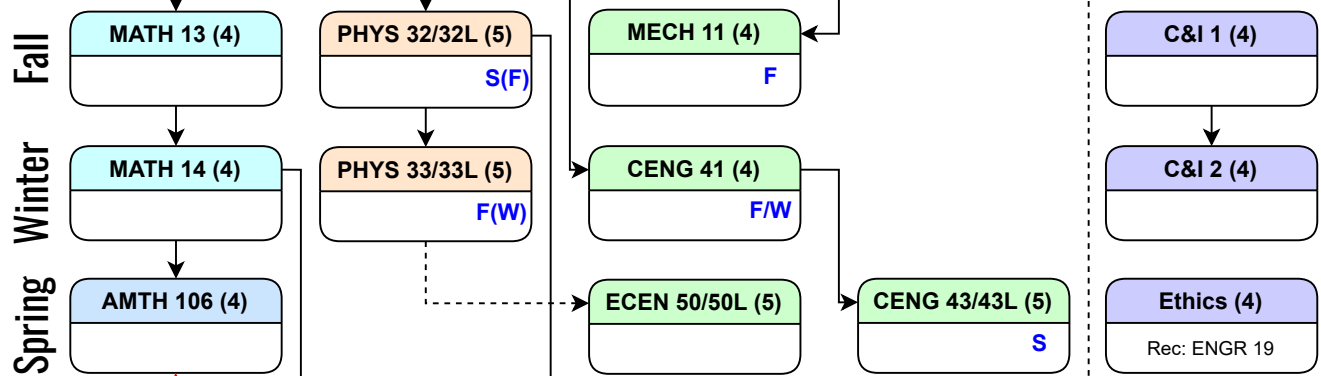 Fall
MATH 13 (4)
PHYS 32/32L (5)
S(F)
MECH 11 (4)
F
C&I 1 (4)
Winter
MATH 14 (4)
PHYS 33/33L (5)
F(W)
CENG 41 (4)
F/W
C&I 2 (4)
Spring
AMTH 106 (4)
ECEN 50/50L (5)
CENG 43/43L (5)
S
Ethics (4)
Rec: ENGR 19